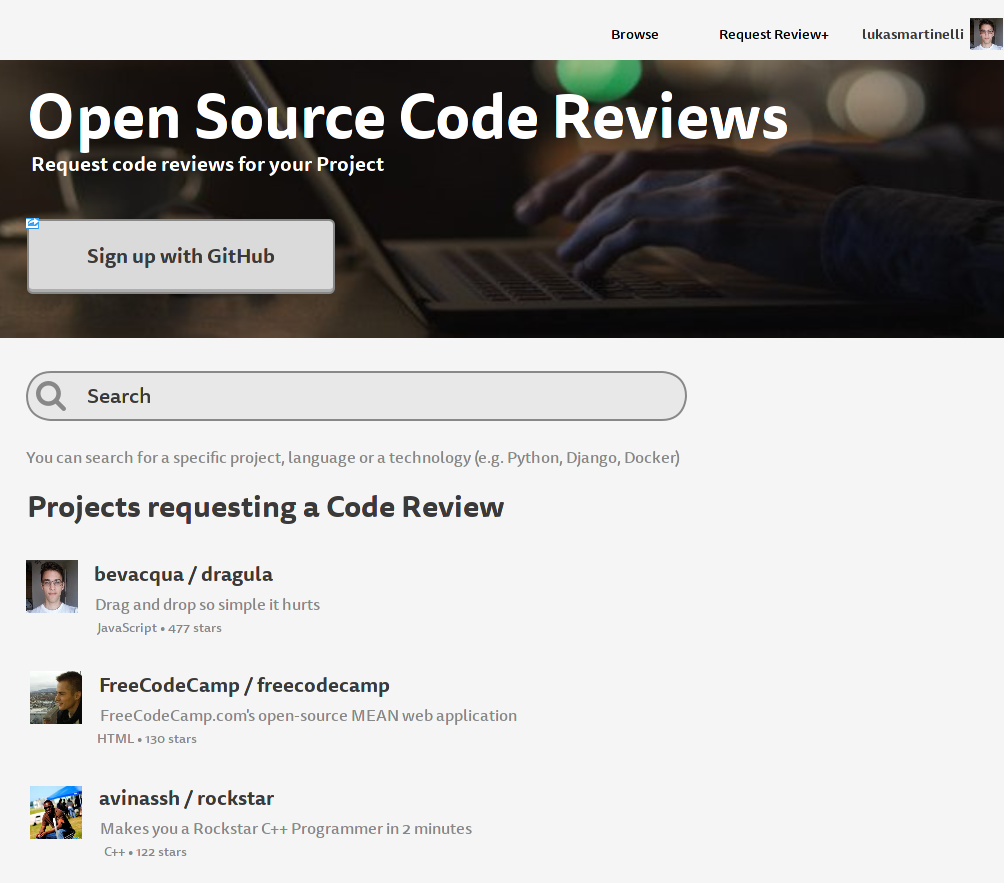 Browse Request Review+ lukasmartinelli
Open Source Code Reviews
Request code reviews for your Project
Sign up with GitHub
Search
You can search for a specific project, language or a technology (e.g. Python, Django, Docker)
Projects requesting a Code Review
bevacqua / dragula
Drag and drop so simple it hurts
JavaScript • 477 stars
FreeCodeCamp / freecodecamp
FreeCodeCamp.com's open-source MEAN web application
HTML • 130 stars
avinassh / rockstar
Makes you a Rockstar C++ Programmer in 2 minutes
C++ • 122 stars